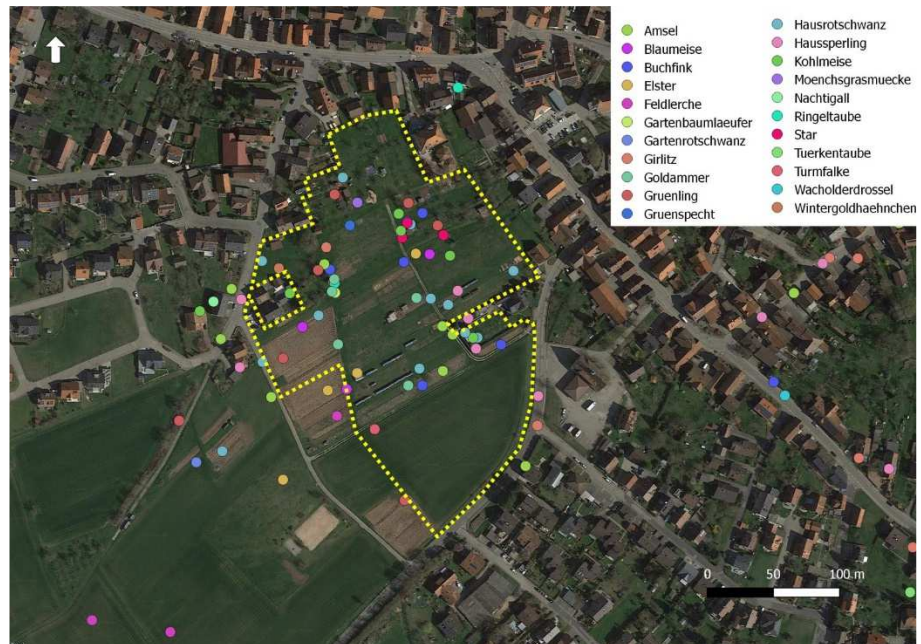 Amsel
Blaumeise
Buchfink
Elster
Feldlerche
Gartenbaumlaeufer
Gartenrotschwanz
Girlitz
Goldammer
Gruenling
Gruenspecht
Hausrotschwanz
Haussperling
Kohlmeise
Moenchsgrasmuecke
Nachtigall
Ringeltaube
Star
Tuerkentaube
Turmfalke
Wacholderdrossel
Wintergoldhaehnchen
0 50 100 m